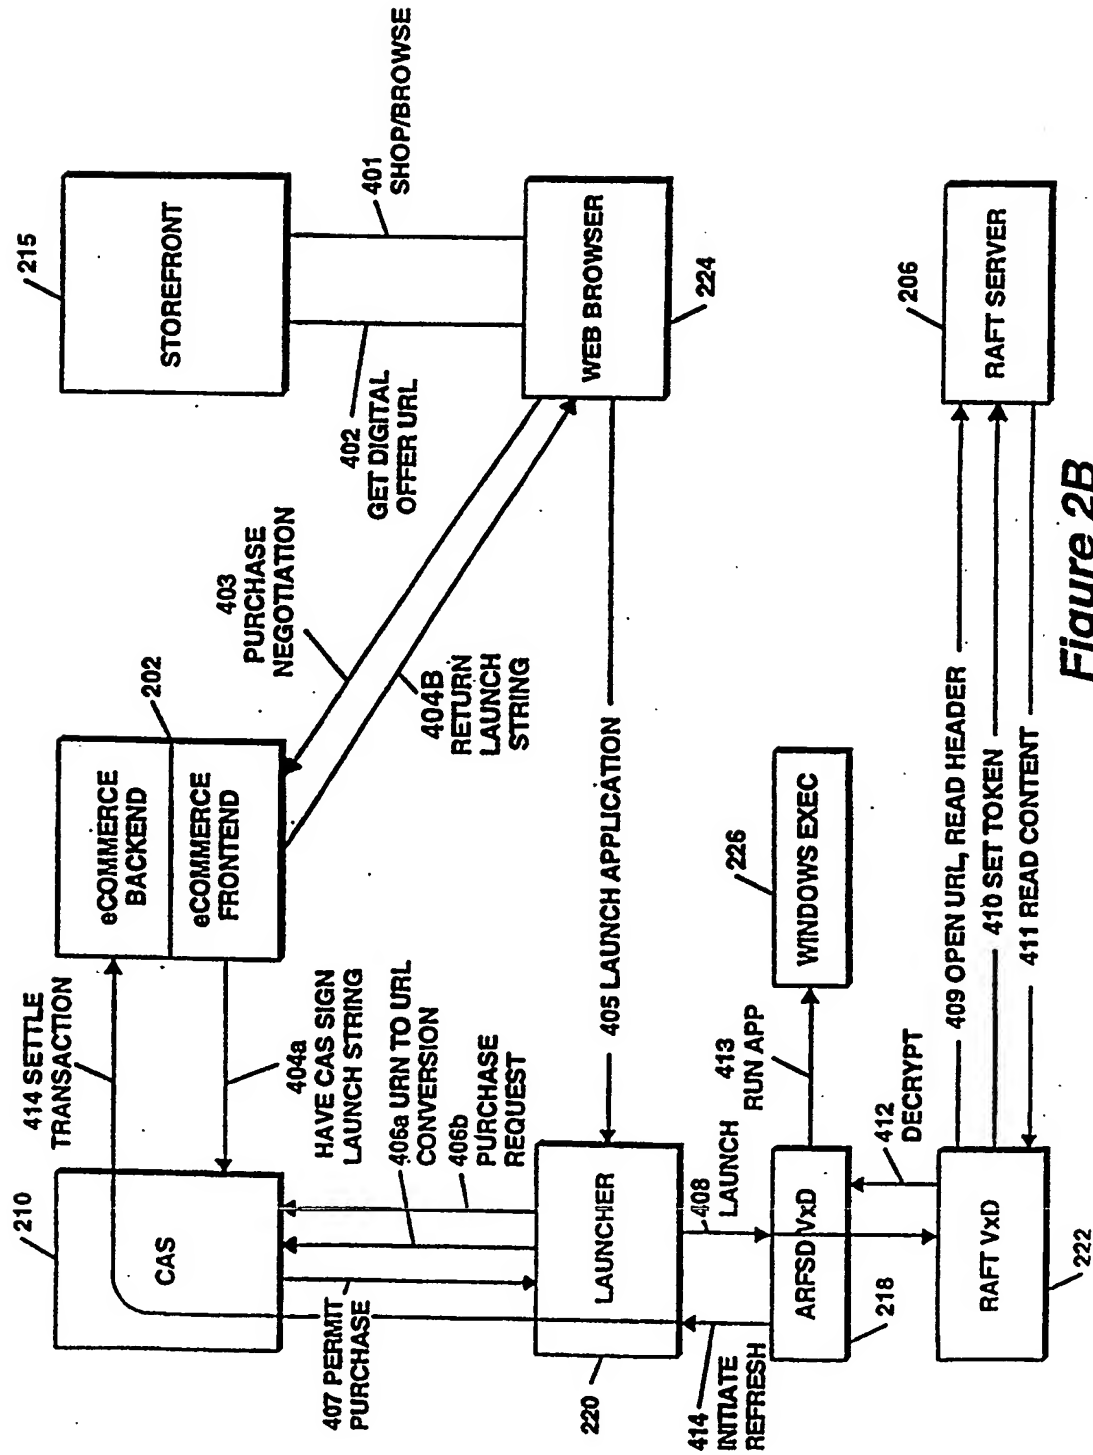 414 SETTLE
TRANSACTION
210
CAS
eCOMMERCE
BACKEND
eCOMMERCE
FRONTEND
202
215
STOREFRONT
404a
HAVE CAS SIGN
LAUNCH STRING
406a URN TO URL
CONVERSION
406b
PURCHASE
REQUEST
407 PERMIT
PURCHASE
403
PURCHASE
NEGOTIATION
404B
RETURN
LAUNCH
STRING
402
GET DIGITAL
OFFER URL
401
SHOP/BROWSE
220
LAUNCHER
405 LAUNCH APPLICATION
WEB BROWSER
224
414
INITIATE
REFRESH
408
LAUNCH
413
RUN APP
226
WINDOWS EXEC
ARFSD VxD
218
412
DECRYPT
409 OPEN URL, READ HEADER
410 SET TOKEN
411 READ CONTENT
206
RAFT SERVER
RAFT VxD
222
Figure 2B